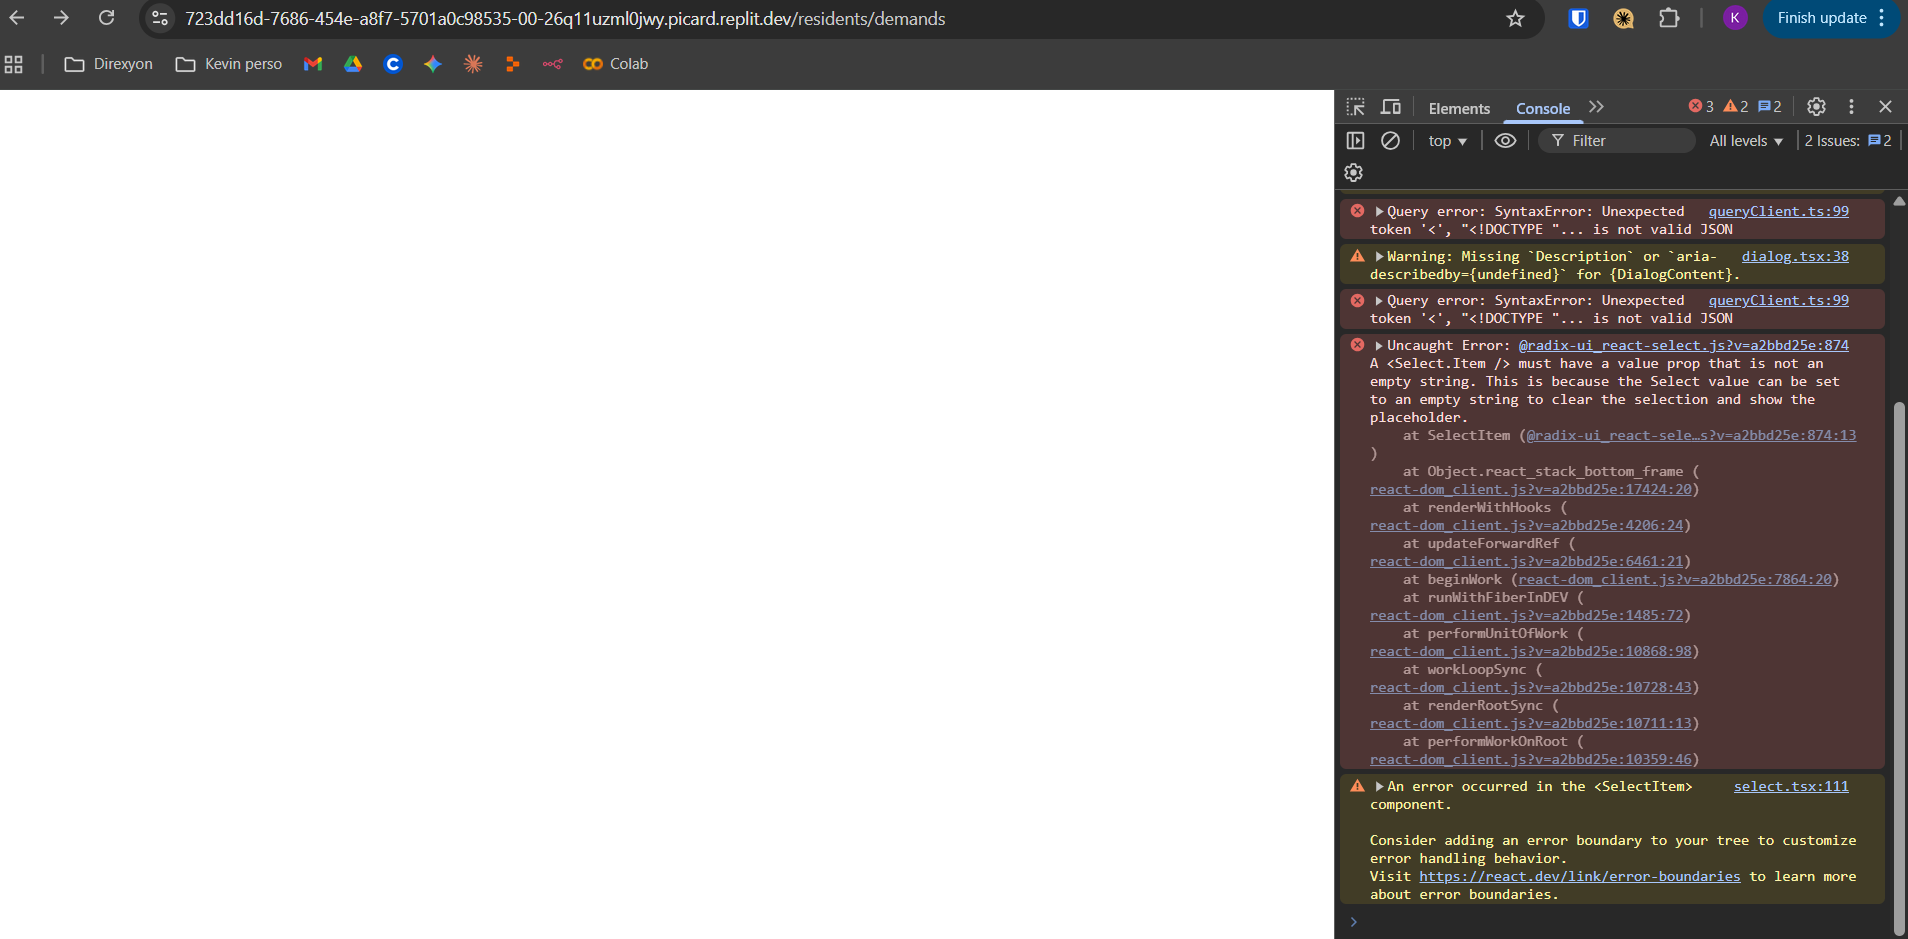 723dd16d-7686-454e-a8f7-5701a0c98535-00-26q11uzml0jwy.picard.replit.dev/residents/demands
K
Finish update
Direxyon
Kevin perso
C
Colab
Elements
Console
3
2
2
top
Filter
All levels
2 Issues:
2
Query error: SyntaxError: Unexpected queryClient.ts:99
token '<', "<!DOCTYPE "... is not valid JSON
Warning: Missing `Description` or `aria- dialog.tsx:38
describedby={undefined}` for {DialogContent}.
Query error: SyntaxError: Unexpected queryClient.ts:99
token '<', "<!DOCTYPE "... is not valid JSON
Uncaught Error: @radix-ui_react-select.js?v=a2bbd25e:874
A <Select.Item /> must have a value prop that is not an
empty string. This is because the Select value can be set
to an empty string to clear the selection and show the
placeholder.
at SelectItem (@radix-ui_react-sele…s?v=a2bbd25e:874:13
)
at Object.react_stack_bottom_frame (
react-dom_client.js?v=a2bbd25e:17424:20)
at renderWithHooks (
react-dom_client.js?v=a2bbd25e:4206:24)
at updateForwardRef (
react-dom_client.js?v=a2bbd25e:6461:21)
at beginWork (react-dom_client.js?v=a2bbd25e:7864:20)
at runWithFiberInDEV (
react-dom_client.js?v=a2bbd25e:1485:72)
at performUnitOfWork (
react-dom_client.js?v=a2bbd25e:10868:98)
at workLoopSync (
react-dom_client.js?v=a2bbd25e:10728:43)
at renderRootSync (
react-dom_client.js?v=a2bbd25e:10711:13)
at performWorkOnRoot (
react-dom_client.js?v=a2bbd25e:10359:46)
An error occurred in the <SelectItem> select.tsx:111
component.
Consider adding an error boundary to your tree to customize
error handling behavior.
Visit https://react.dev/link/error-boundaries to learn more
about error boundaries.